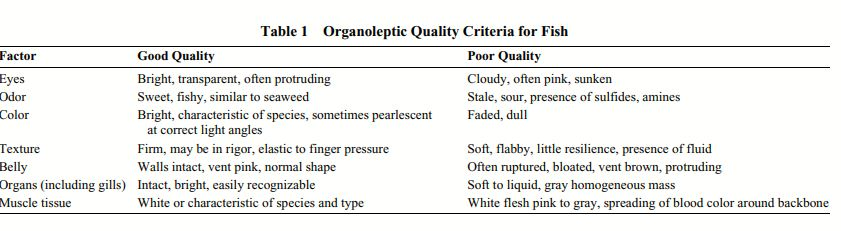 Table 1 Organoleptic Quality Criteria for Fish
Factor Good Quality Poor Quality
Eyes Bright, transparent, often protruding Cloudy, often pink, sunken
Odor Sweet, fishy, similar to seaweed Stale, sour, presence of sulfides, amines
Color Bright, characteristic of species, sometimes pearlescent Faded, dull
at correct light angles
Texture Firm, may be in rigor, elastic to finger pressure Soft, flabby, little resilience, presence of fluid
Belly Walls intact, vent pink, normal shape Often ruptured, bloated, vent brown, protruding
Organs (including gills) Intact, bright, easily recognizable Soft to liquid, gray homogeneous mass
Muscle tissue White or characteristic of species and type White flesh pink to gray, spreading of blood color around backbone